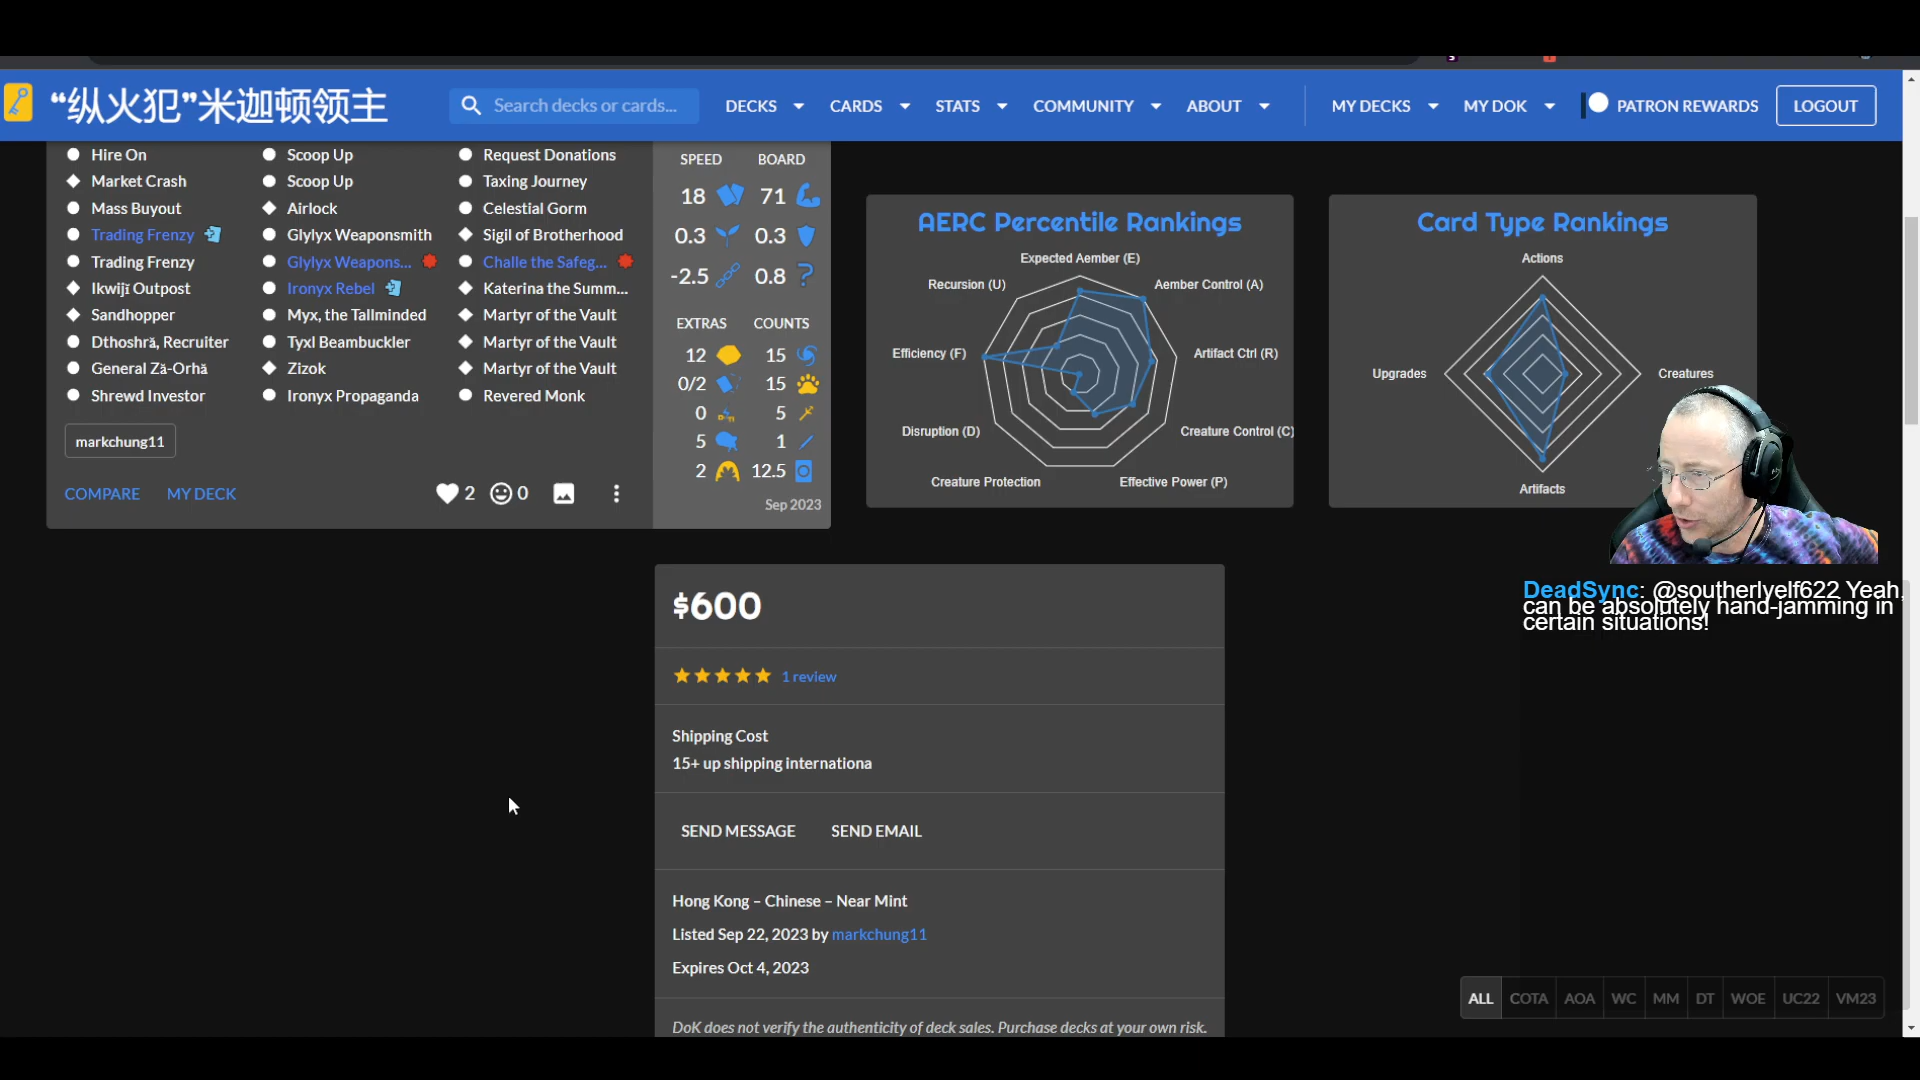 “纵火犯”米迦顿领主
Search decks or cards...
DECKS
CARDS
STATS
COMMUNITY
ABOUT
MY DECKS
MY DOK
PATRON REWARDS
LOGOUT
Hire On
Market Crash
Mass Buyout
Trading Frenzy
Trading Frenzy
Ikwijï Outpost
Sandhopper
Dthoshră, Recruiter
General Ză-Orhă
Shrewd Investor
Scoop Up
Scoop Up
Airlock
Glylyx Weaponsmith
Glylyx Weapons...
Ironyx Rebel
Myx, the Tallminded
Tyxl Beambuckler
Zizok
Ironyx Propaganda
Request Donations
Taxing Journey
Celestial Gorm
Sigil of Brotherhood
Challe the Safeg...
Katerina the Summ...
Martyr of the Vault
Martyr of the Vault
Martyr of the Vault
Revered Monk
markchung11
COMPARE
MY DECK
2
0
SPEED BOARD
18 71
0.3 0.3
-2.5 0.8
EXTRAS COUNTS
12 15
0/2 15
0 5
5 1
2 12.5
Sep 2023
AERC Percentile Rankings
Expected Aember (E)
Recursion (U)
Aember Control (A)
Efficiency (F)
Artifact Ctrl (R)
Disruption (D)
Creature Control (C)
Creature Protection
Effective Power (P)
Card Type Rankings
Actions
Upgrades
Creatures
Artifacts
$600
1 review
Shipping Cost
15+ up shipping internationa
SEND MESSAGE
SEND EMAIL
Hong Kong – Chinese – Near Mint
Listed Sep 22, 2023 by markchung11
Expires Oct 4, 2023
DoK does not verify the authenticity of deck sales. Purchase decks at your own risk.
DeadSync: @southerlyelf622 Yeah,
can be absolutely hand-jamming in
certain situations!
ALL
COTA
AOA
WC
MM
DT
WOE
UC22
VM23